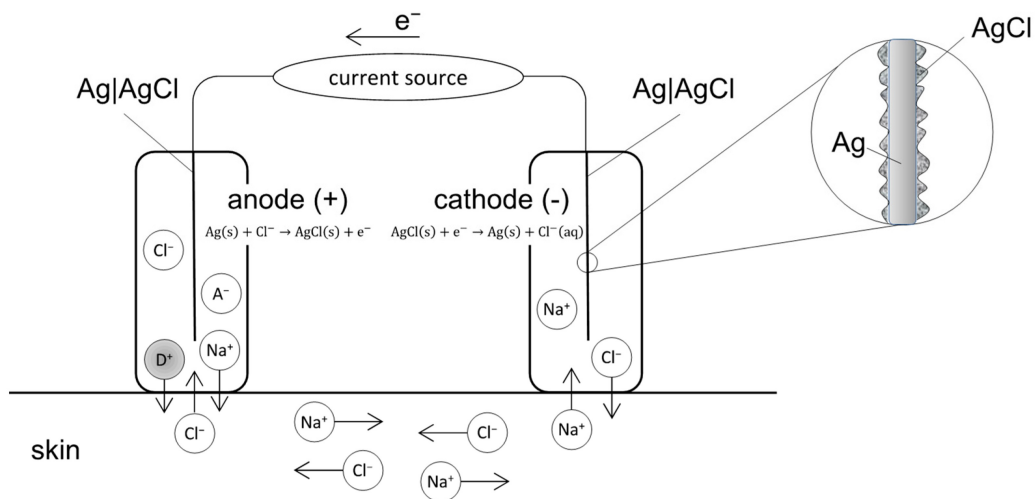 e⁻
current source
Ag|AgCl
Ag|AgCl
AgCl
Ag
anode (+)
cathode (-)
Ag(s) + Cl⁻ → AgCl(s) + e⁻
AgCl(s) + e⁻ → Ag(s) + Cl⁻(aq)
Cl⁻
A⁻
Na⁺
D⁺
Na⁺
Cl⁻
Cl⁻
Na⁺
Cl⁻
Na⁺
Cl⁻
Na⁺
skin